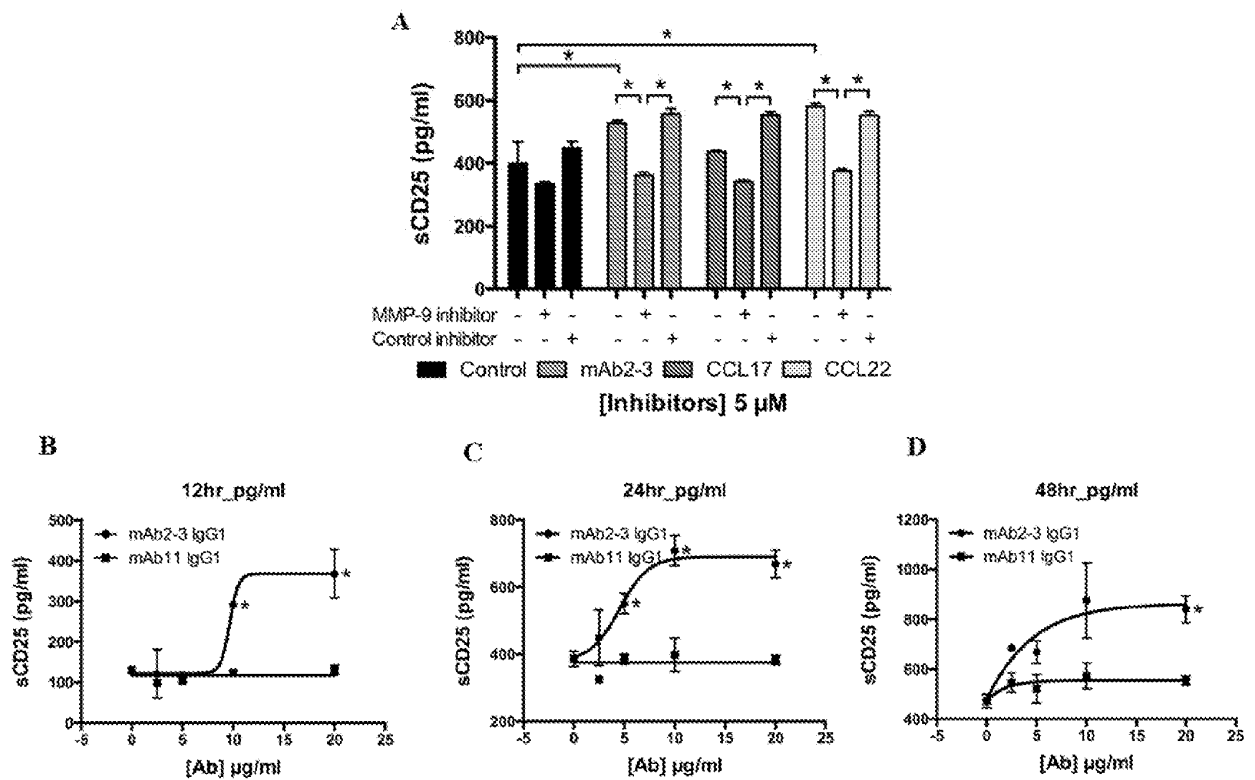 A
*
*
* * * * * *
800
600
400
200
0
sCD25 (pg/ml)
MMP-9 inhibitor - + - - + - - + - - + -
Control inhibitor - - + - - + - - + - - +
Control mAb2-3 CCL17 CCL22
[Inhibitors] 5 µM
B C D
12hr_pg/ml
500
400
300
200
100
0
sCD25 (pg/ml)
mAb2-3 IgG1
mAb11 IgG1
* *
-5 0 5 10 15 20 25
[Ab] µg/ml
24hr_pg/ml
800
600
400
200
sCD25 (pg/ml)
mAb2-3 IgG1
mAb11 IgG1
* * *
-5 0 5 10 15 20 25
[Ab] µg/ml
48hr_pg/ml
1200
1000
800
600
400
sCD25 (pg/ml)
mAb2-3 IgG1
mAb11 IgG1
*
-5 0 5 10 15 20 25
[Ab] µg/ml